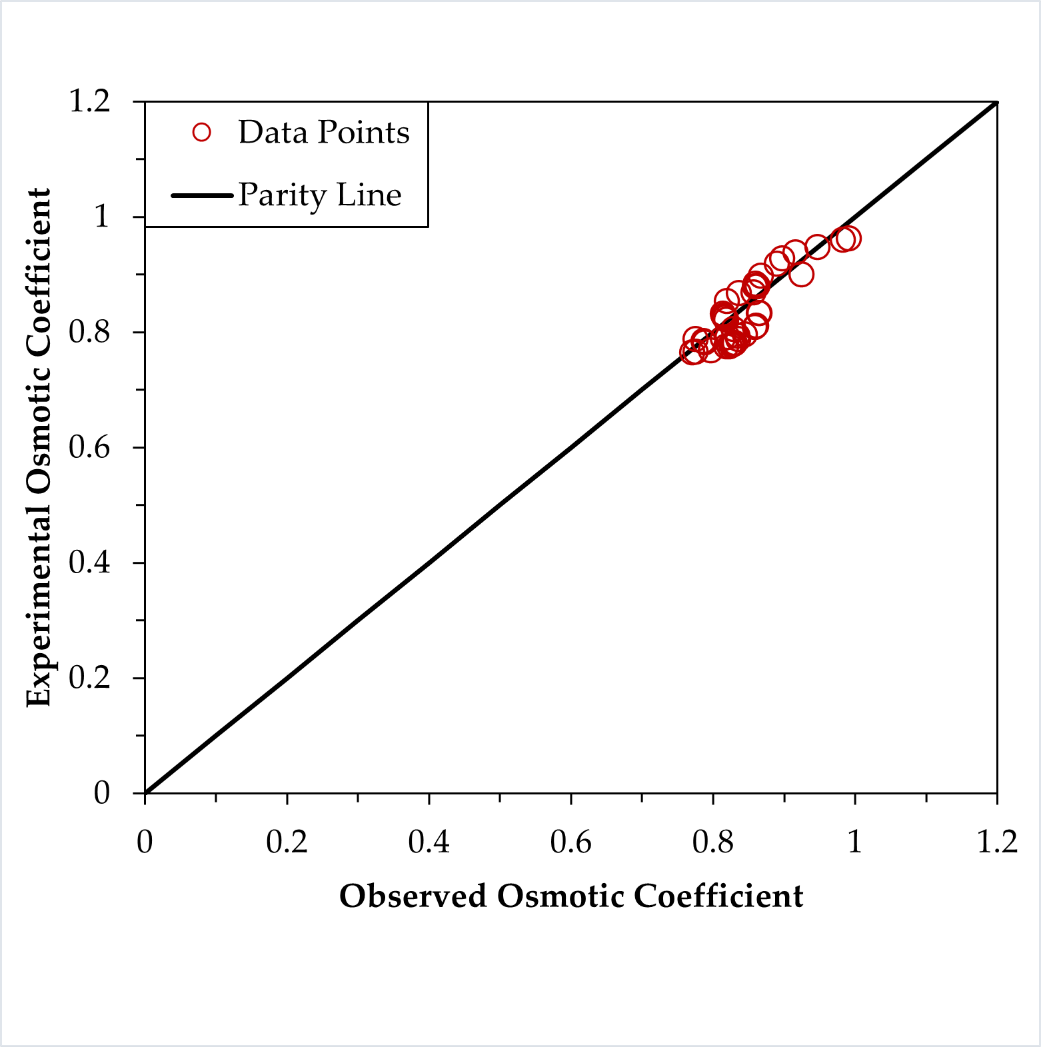 Data Points
Parity Line
Experimental Osmotic Coefficient
1.2
1
0.8
0.6
0.4
0.2
0
0 0.2 0.4 0.6 0.8 1 1.2
Observed Osmotic Coefficient